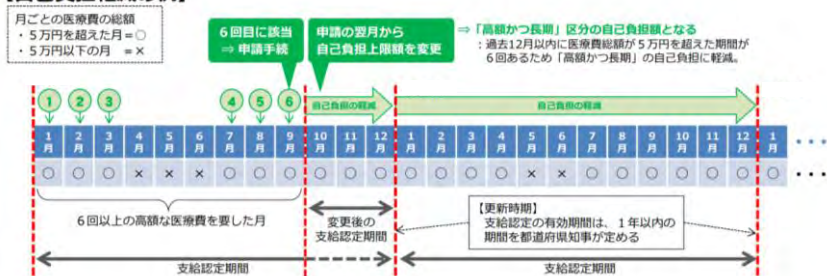 月ごとの医療費の総額
・5万円を超えた月＝○
・5万円以下の月 ＝×
6回目に該当
⇒ 申請手続
申請の翌月から
自己負担上限額を変更
⇒「高額かつ長期」区分の自己負担額となる
：過去12月以内に医療費総額が5万円を超えた期間が
6回あるため「高額かつ長期」の自己負担に軽減。
1 2 3 4 5 6
自己負担の軽減 自己負担の軽減
1月 2月 3月 4月 5月 6月 7月 8月 9月 10月 11月 12月 1月 2月 3月 4月 5月 6月 7月 8月 9月 10月 11月 12月 1月 ・・・
○ ○ ○ × × × ○ ○ ○ ○ ○ ○ ○ ○ ○ ○ × × ○ ○ ○ ○ ○ ○ ○ ・・・
6回以上の高額な医療費を要した月
変更後の
支給認定期間
【更新時期】
支給認定の有効期間は、1年以内の
期間を都道府県知事が定める
支給認定期間 支給認定期間